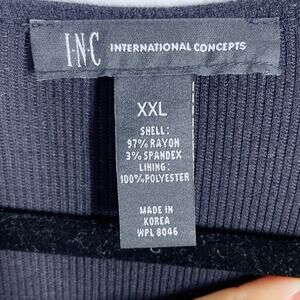 I·N·C INTERNATIONAL CONCEPTS
XXL
SHELL:
97% RAYON
3% SPANDEX
LINING:
100% POLYESTER
MADE IN
KOREA
WPL 8046